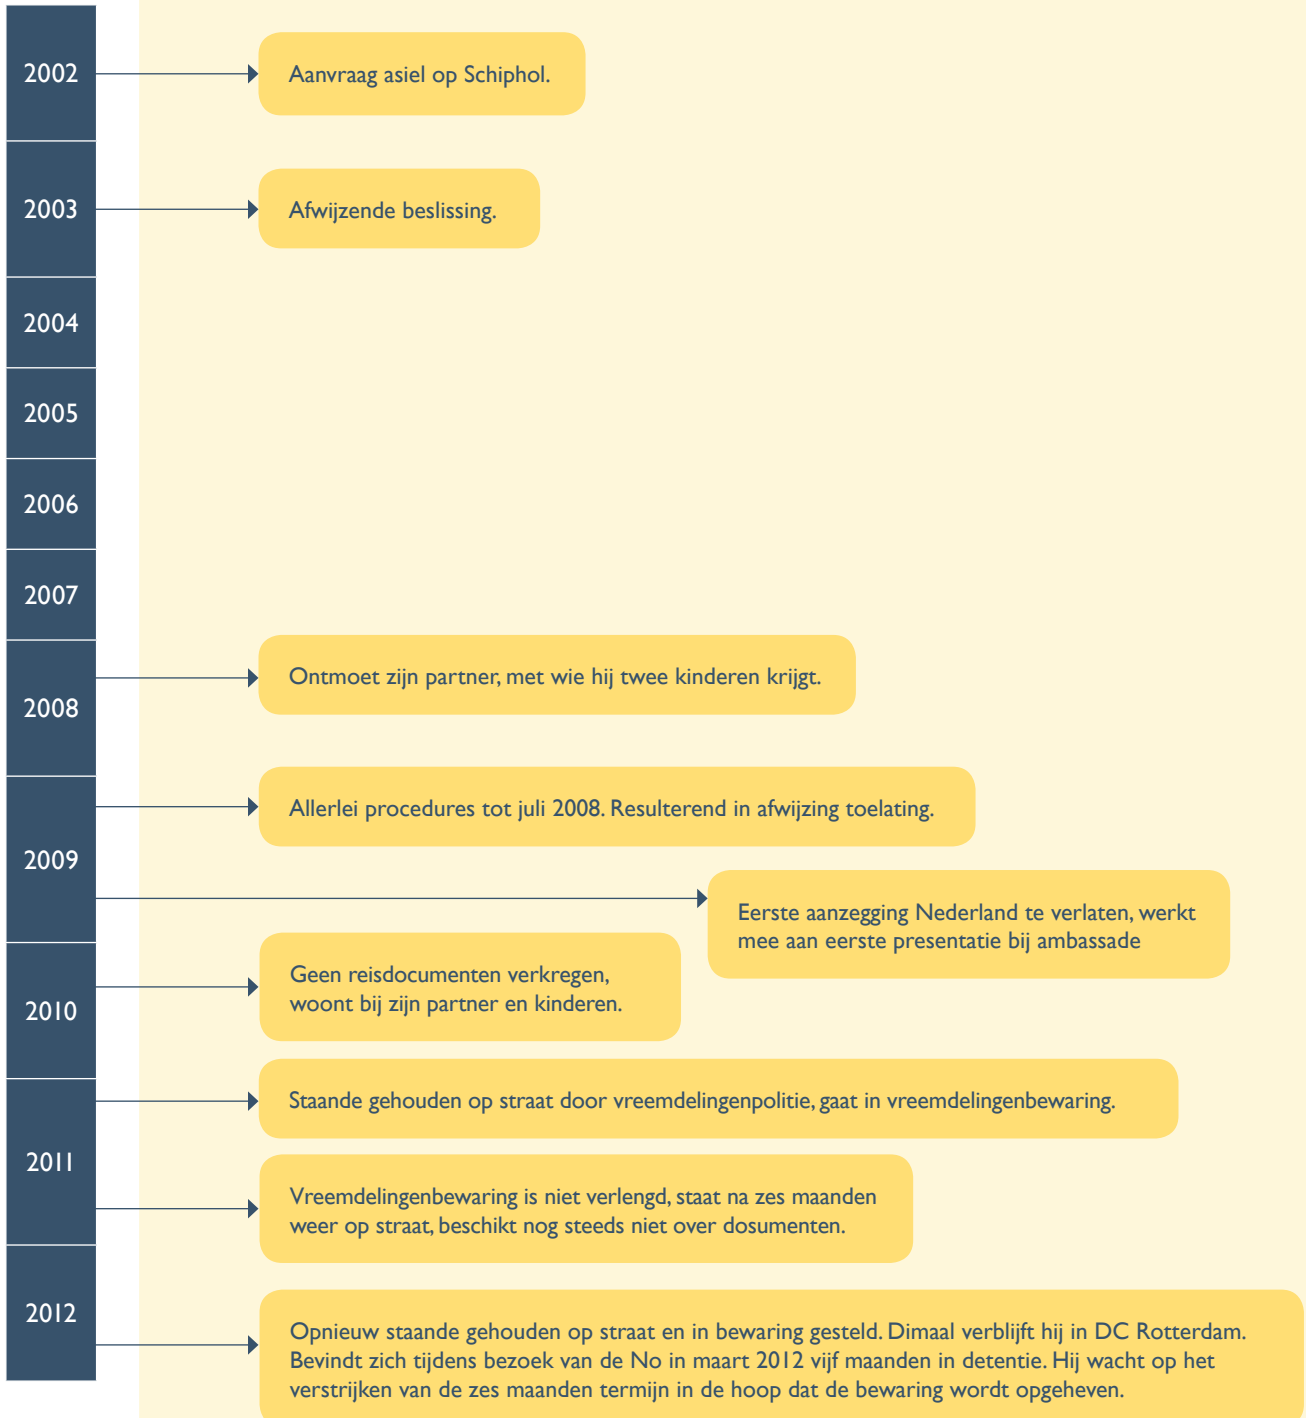 2002
Aanvraag asiel op Schiphol.
2003
Afwijzende beslissing.
2004
2005
2006
2007
2008
Ontmoet zijn partner, met wie hij twee kinderen krijgt.
2009
Allerlei procedures tot juli 2008. Resulterend in afwijzing toelating.
Eerste aanzegging Nederland te verlaten, werkt
mee aan eerste presentatie bij ambassade
2010
Geen reisdocumenten verkregen,
woont bij zijn partner en kinderen.
2011
Staande gehouden op straat door vreemdelingenpolitie, gaat in vreemdelingenbewaring.
Vreemdelingenbewaring is niet verlengd, staat na zes maanden
weer op straat, beschikt nog steeds niet over dosumenten.
2012
Opnieuw staande gehouden op straat en in bewaring gesteld. Dimaal verblijft hij in DC Rotterdam.
Bevindt zich tijdens bezoek van de No in maart 2012 vijf maanden in detentie. Hij wacht op het
verstrijken van de zes maanden termijn in de hoop dat de bewaring wordt opgeheven.